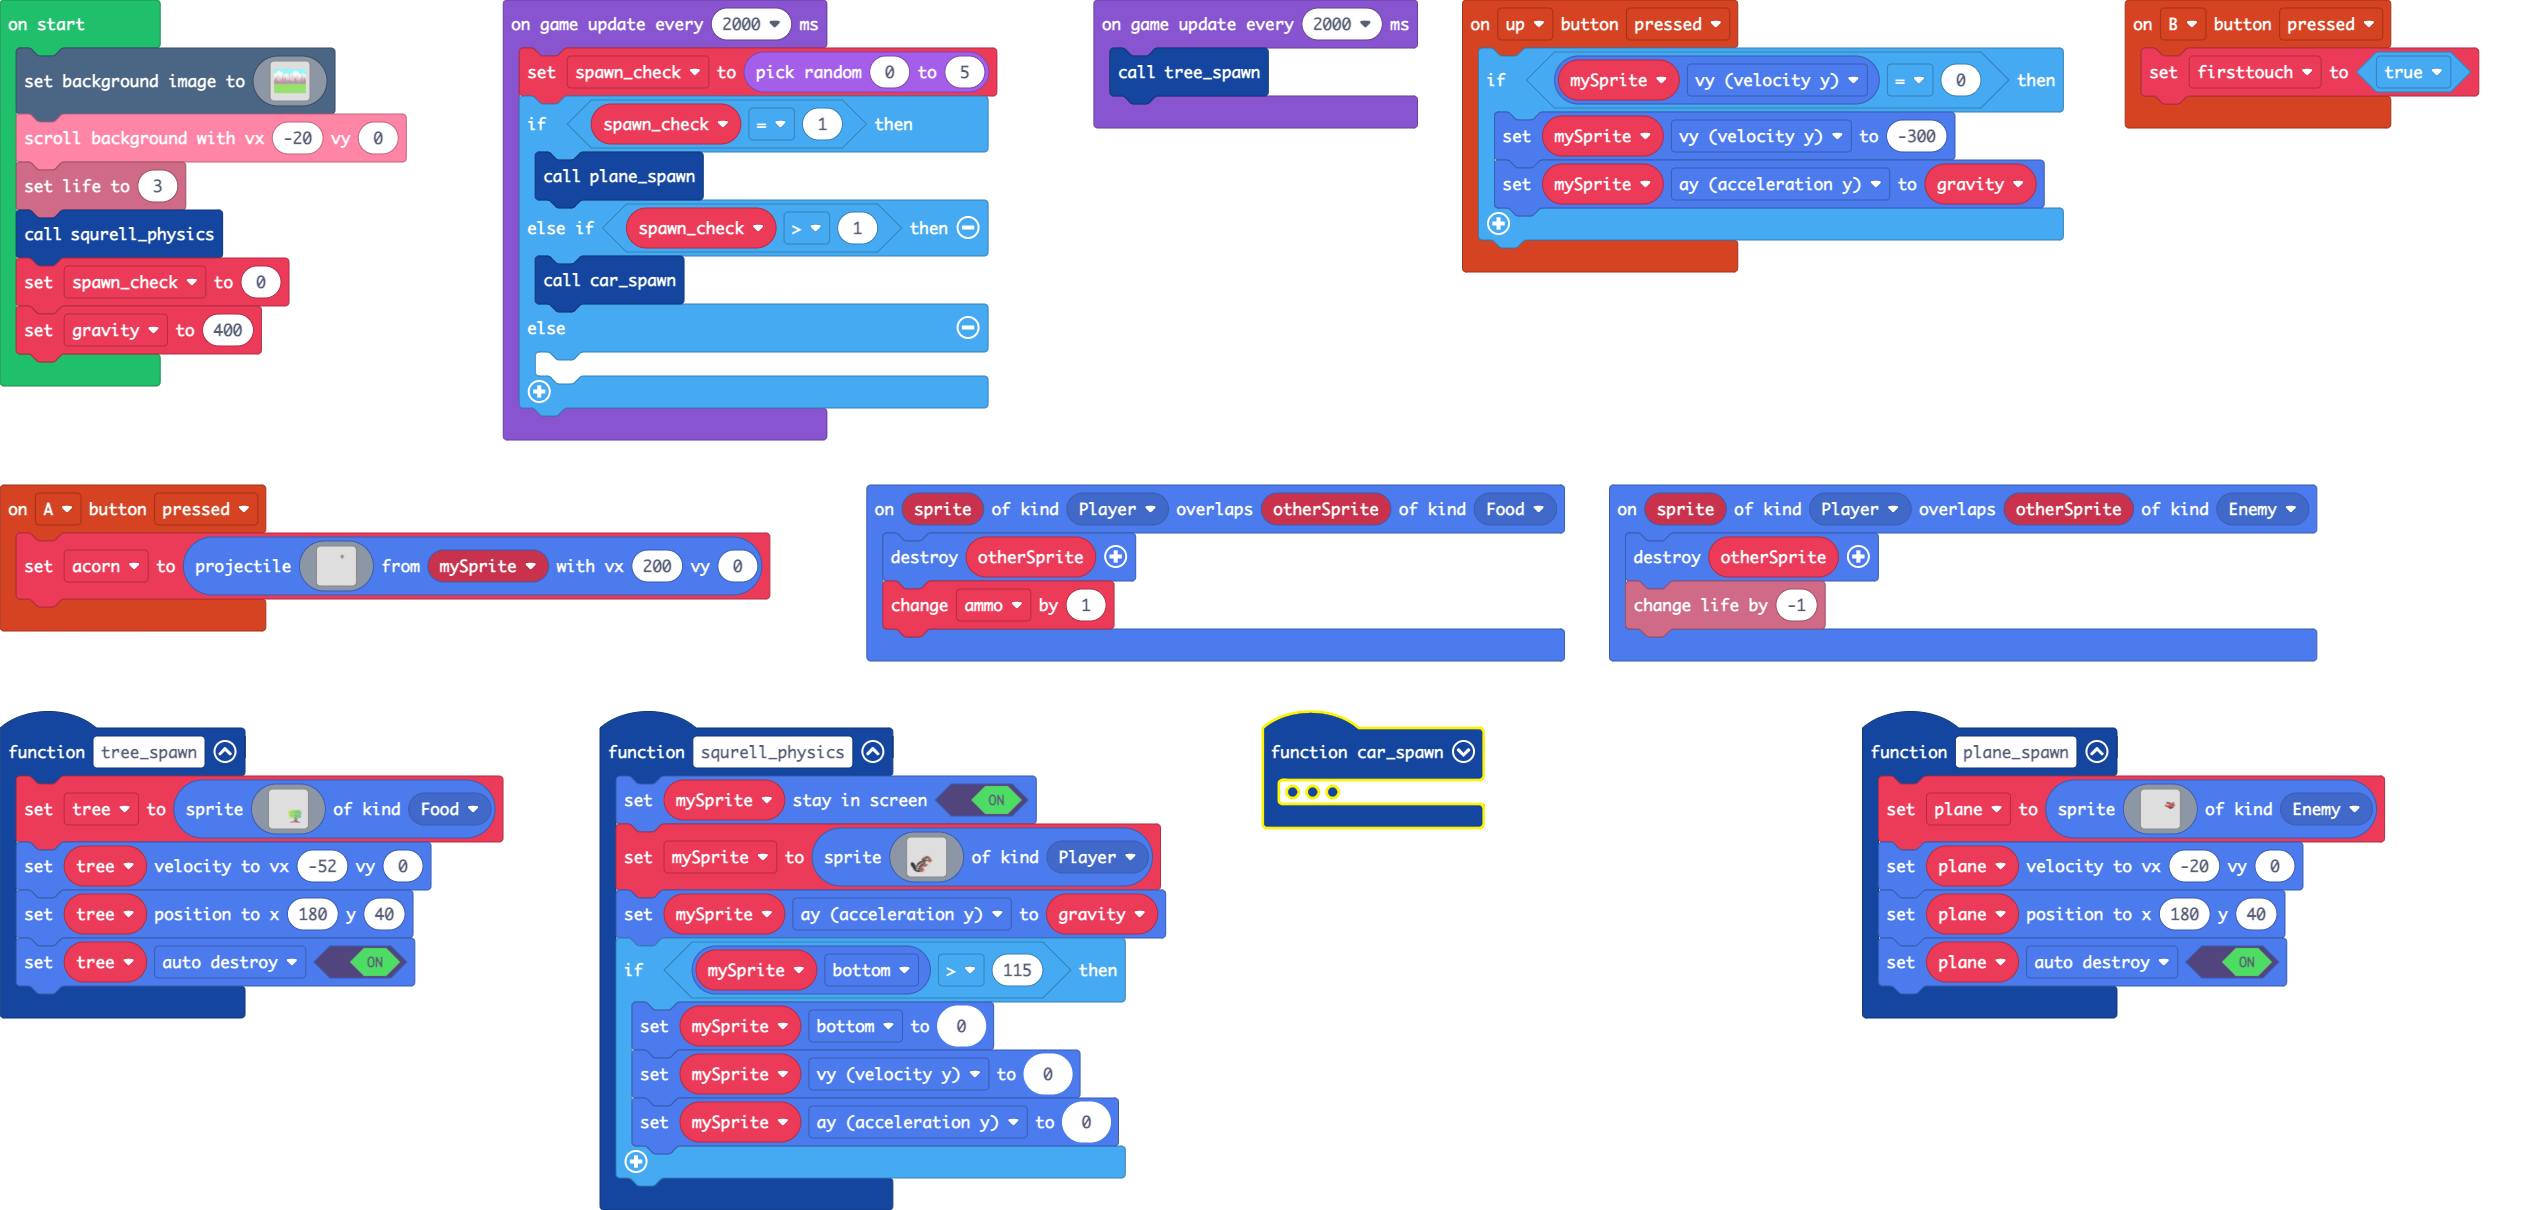 on start
set background image to
scroll background with vx -20 vy 0
set life to 3
call squrell_physics
set spawn_check to 0
set gravity to 400
on game update every 2000 ms
set spawn_check to pick random 0 to 5
if spawn_check = 1 then
call plane_spawn
else if spawn_check > 1 then
call car_spawn
else
on game update every 2000 ms
call tree_spawn
on up button pressed
if mySprite vy (velocity y) = 0 then
set mySprite vy (velocity y) to -300
set mySprite ay (acceleration y) to gravity
on B button pressed
set firsttouch to true
on A button pressed
set acorn to projectile from mySprite with vx 200 vy 0
on sprite of kind Player overlaps otherSprite of kind Food
destroy otherSprite
change ammo by 1
on sprite of kind Player overlaps otherSprite of kind Enemy
destroy otherSprite
change life by -1
function tree_spawn
set tree to sprite of kind Food
set tree velocity to vx -52 vy 0
set tree position to x 180 y 40
set tree auto destroy ON
function squrell_physics
set mySprite stay in screen ON
set mySprite to sprite of kind Player
set mySprite ay (acceleration y) to gravity
if mySprite bottom > 115 then
set mySprite bottom to 0
set mySprite vy (velocity y) to 0
set mySprite ay (acceleration y) to 0
function car_spawn
function plane_spawn
set plane to sprite of kind Enemy
set plane velocity to vx -20 vy 0
set plane position to x 180 y 40
set plane auto destroy ON